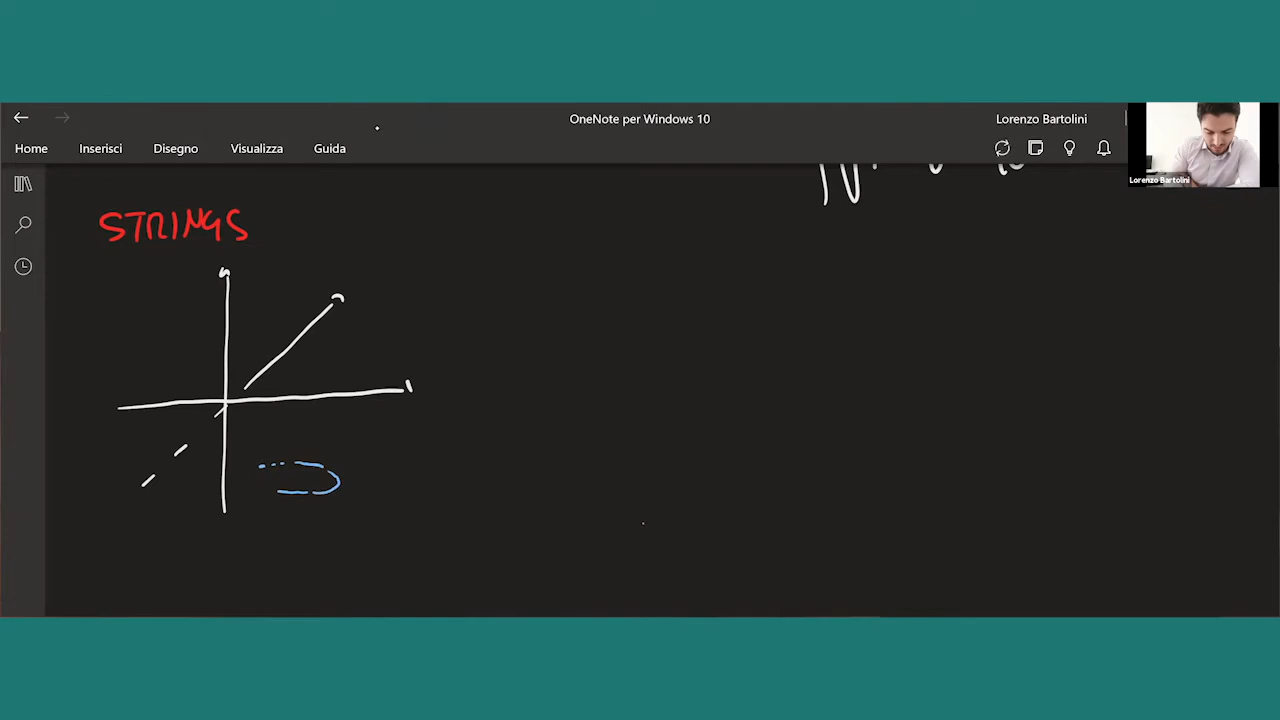 OneNote per Windows 10
Lorenzo Bartolini
Home Inserisci Disegno Visualizza Guida
Lorenzo Bartolini
STRINGS